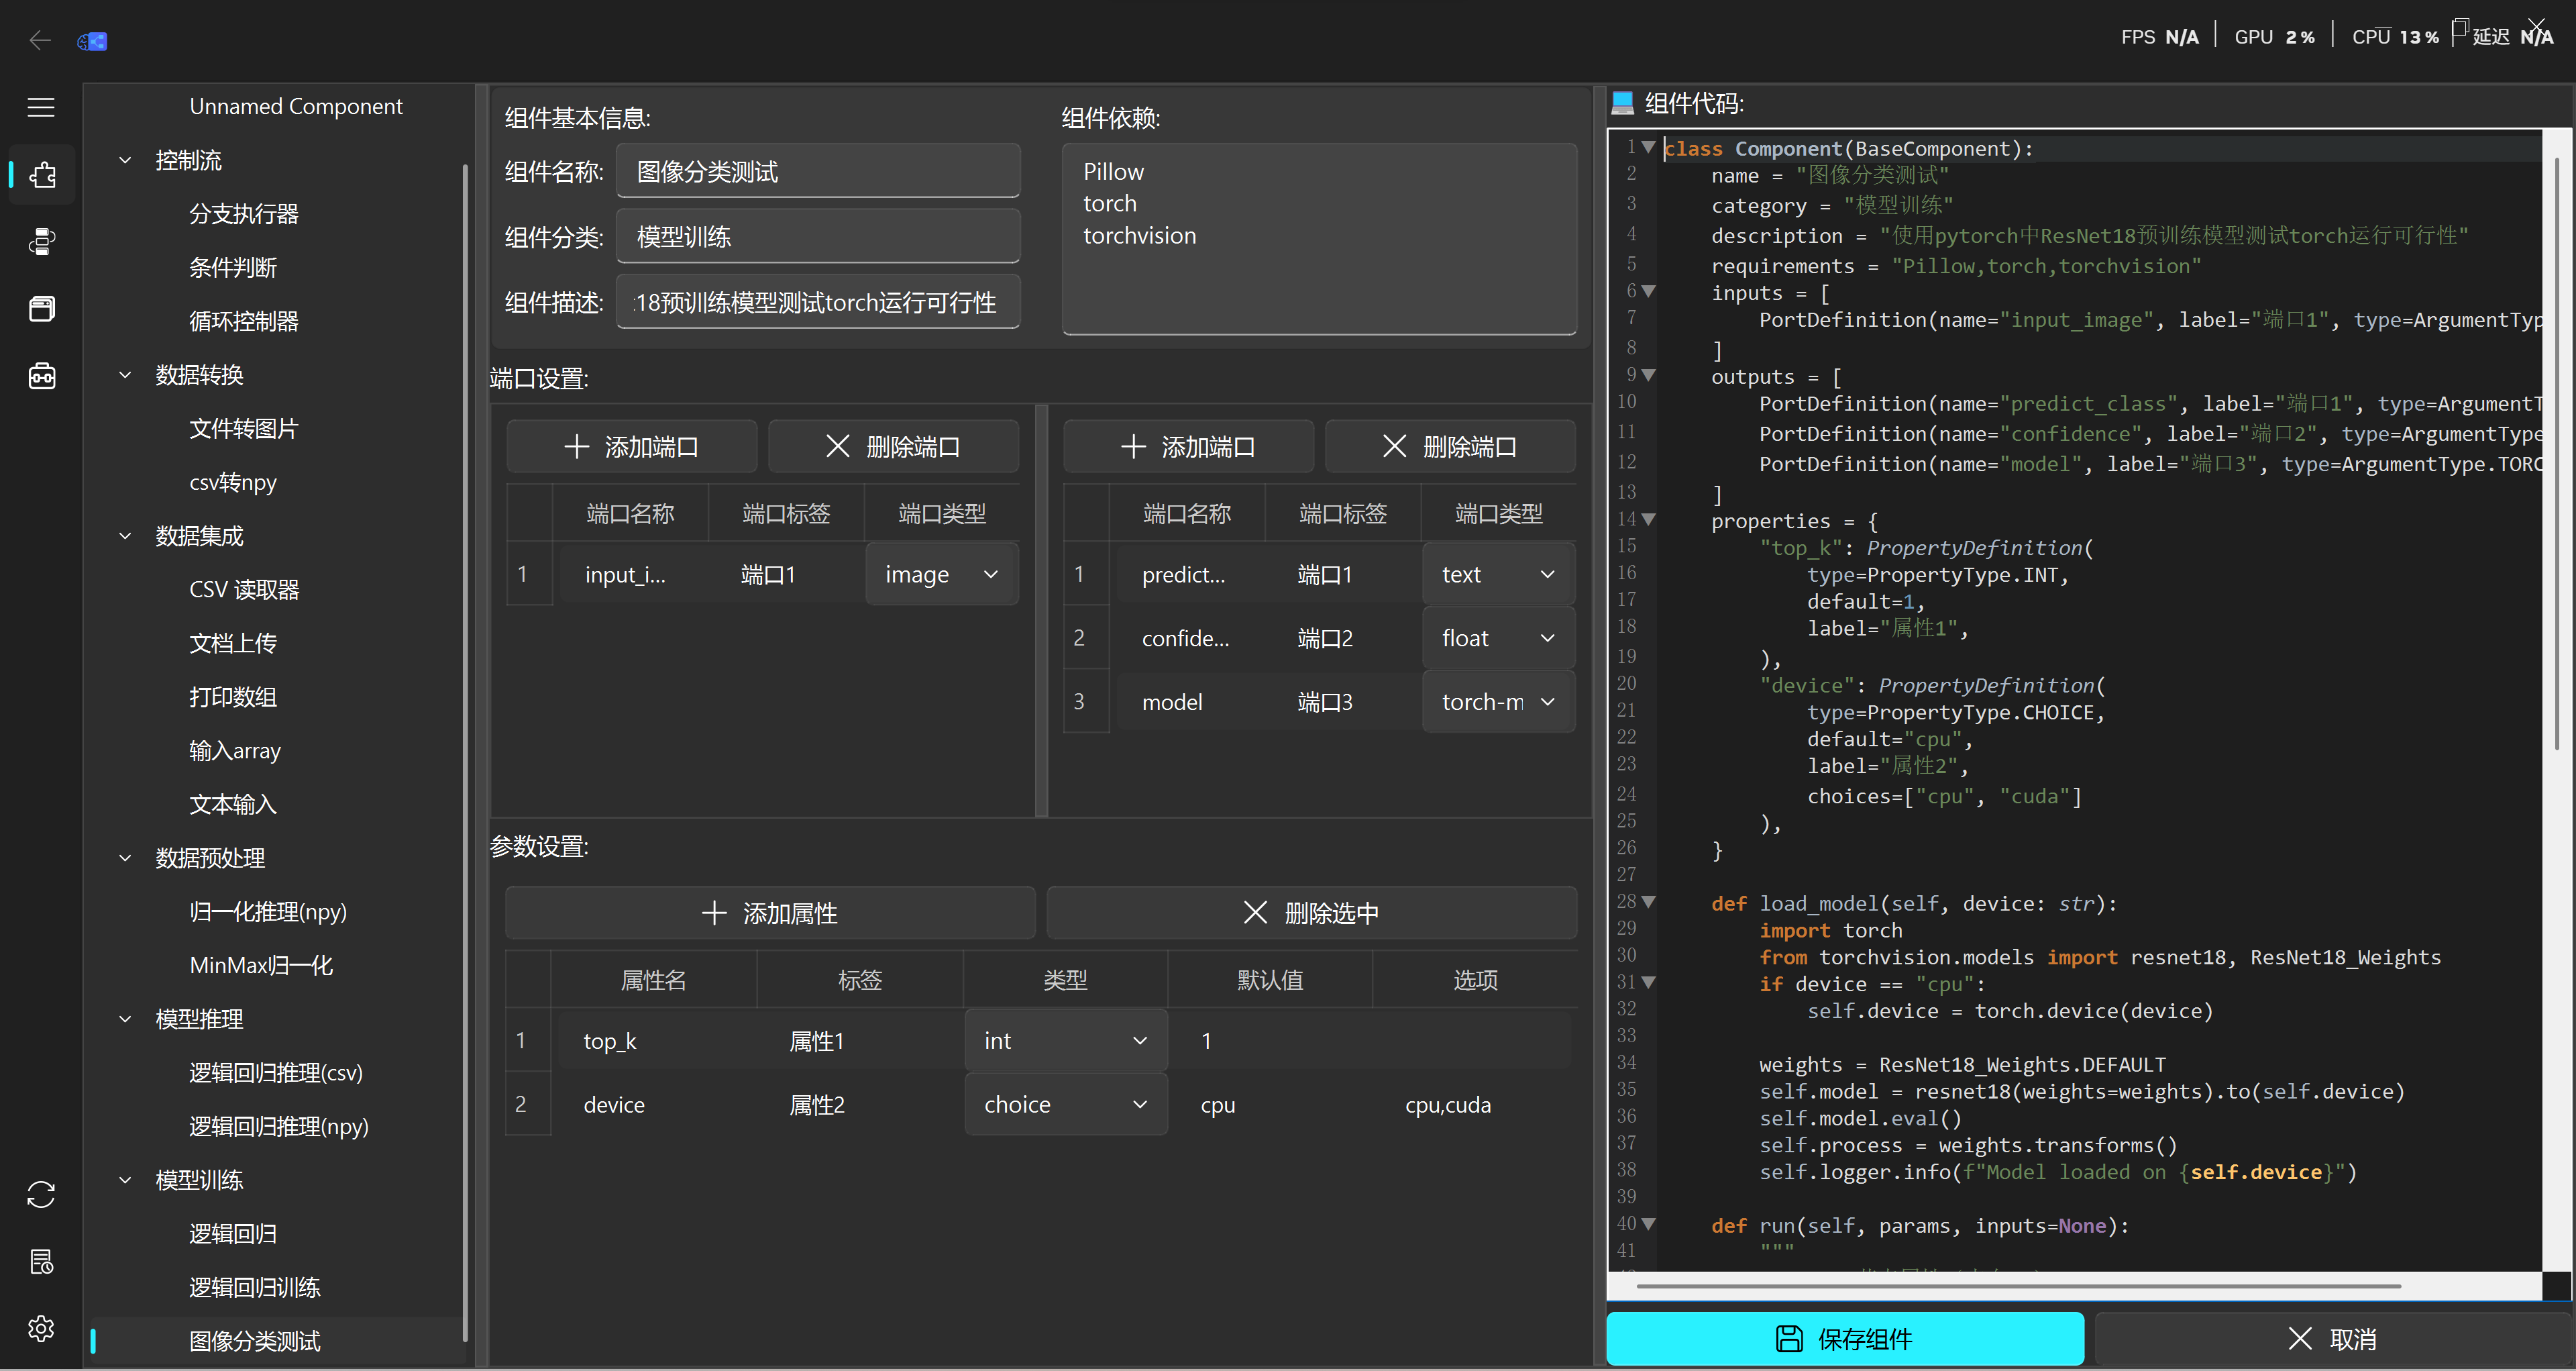 FPS N/A GPU 2% CPU 13% 延迟 N/A
Unnamed Component
控制流
分支执行器
条件判断
循环控制器
数据转换
文件转图片
csv转npy
数据集成
CSV 读取器
文档上传
打印数组
输入array
文本输入
数据预处理
归一化推理(npy)
MinMax归一化
模型推理
逻辑回归推理(csv)
逻辑回归推理(npy)
模型训练
逻辑回归
逻辑回归训练
图像分类测试
组件基本信息:
组件名称: 图像分类测试
组件分类: 模型训练
组件描述: :18预训练模型测试torch运行可行性
组件依赖:
Pillow
torch
torchvision
端口设置:
添加端口 删除端口
端口名称 端口标签 端口类型
1 input_i... 端口1 image
添加端口 删除端口
端口名称 端口标签 端口类型
1 predict... 端口1 text
2 confide... 端口2 float
3 model 端口3 torch-m
参数设置:
添加属性 删除选中
属性名 标签 类型 默认值 选项
1 top_k 属性1 int 1
2 device 属性2 choice cpu cpu,cuda
组件代码:
1 class Component(BaseComponent):
2 name = "图像分类测试"
3 category = "模型训练"
4 description = "使用pytorch中ResNet18预训练模型测试torch运行可行性"
5 requirements = "Pillow,torch,torchvision"
6 inputs = [
7 PortDefinition(name="input_image", label="端口1", type=ArgumentTyp
8 ]
9 outputs = [
10 PortDefinition(name="predict_class", label="端口1", type=ArgumentT
11 PortDefinition(name="confidence", label="端口2", type=ArgumentType
12 PortDefinition(name="model", label="端口3", type=ArgumentType.TORC
13 ]
14 properties = {
15 "top_k": PropertyDefinition(
16 type=PropertyType.INT,
17 default=1,
18 label="属性1",
19 ),
20 "device": PropertyDefinition(
21 type=PropertyType.CHOICE,
22 default="cpu",
23 label="属性2",
24 choices=["cpu", "cuda"]
25 ),
26 }
27
28 def load_model(self, device: str):
29 import torch
30 from torchvision.models import resnet18, ResNet18_Weights
31 if device == "cpu":
32 self.device = torch.device(device)
33
34 weights = ResNet18_Weights.DEFAULT
35 self.model = resnet18(weights=weights).to(self.device)
36 self.model.eval()
37 self.process = weights.transforms()
38 self.logger.info(f"Model loaded on {self.device}")
39
40 def run(self, params, inputs=None):
41 """
保存组件 取消